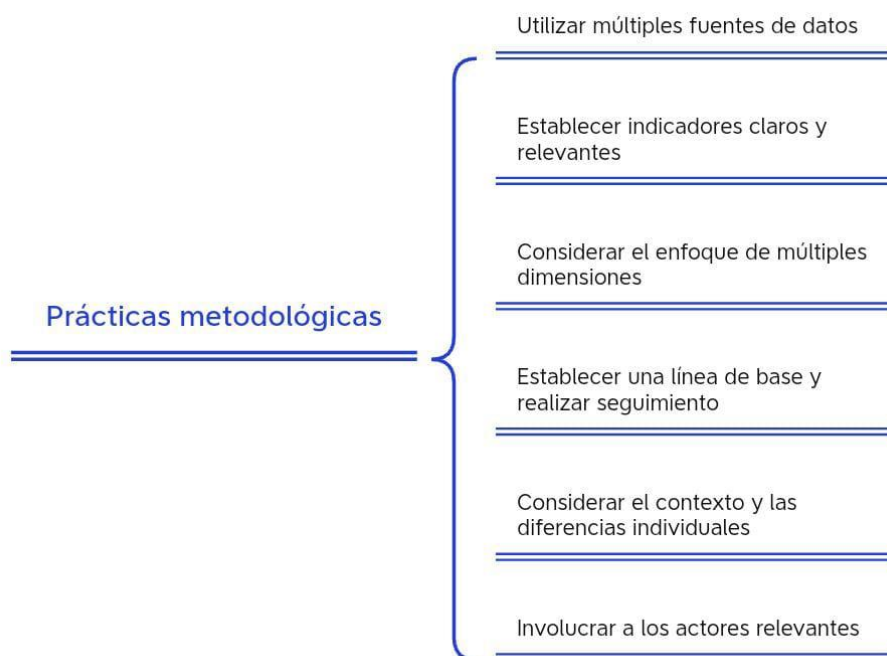 Utilizar múltiples fuentes de datos
Establecer indicadores claros y
relevantes
Considerar el enfoque de múltiples
dimensiones
Prácticas metodológicas
Establecer una línea de base y
realizar seguimiento
Considerar el contexto y las
diferencias individuales
Involucrar a los actores relevantes